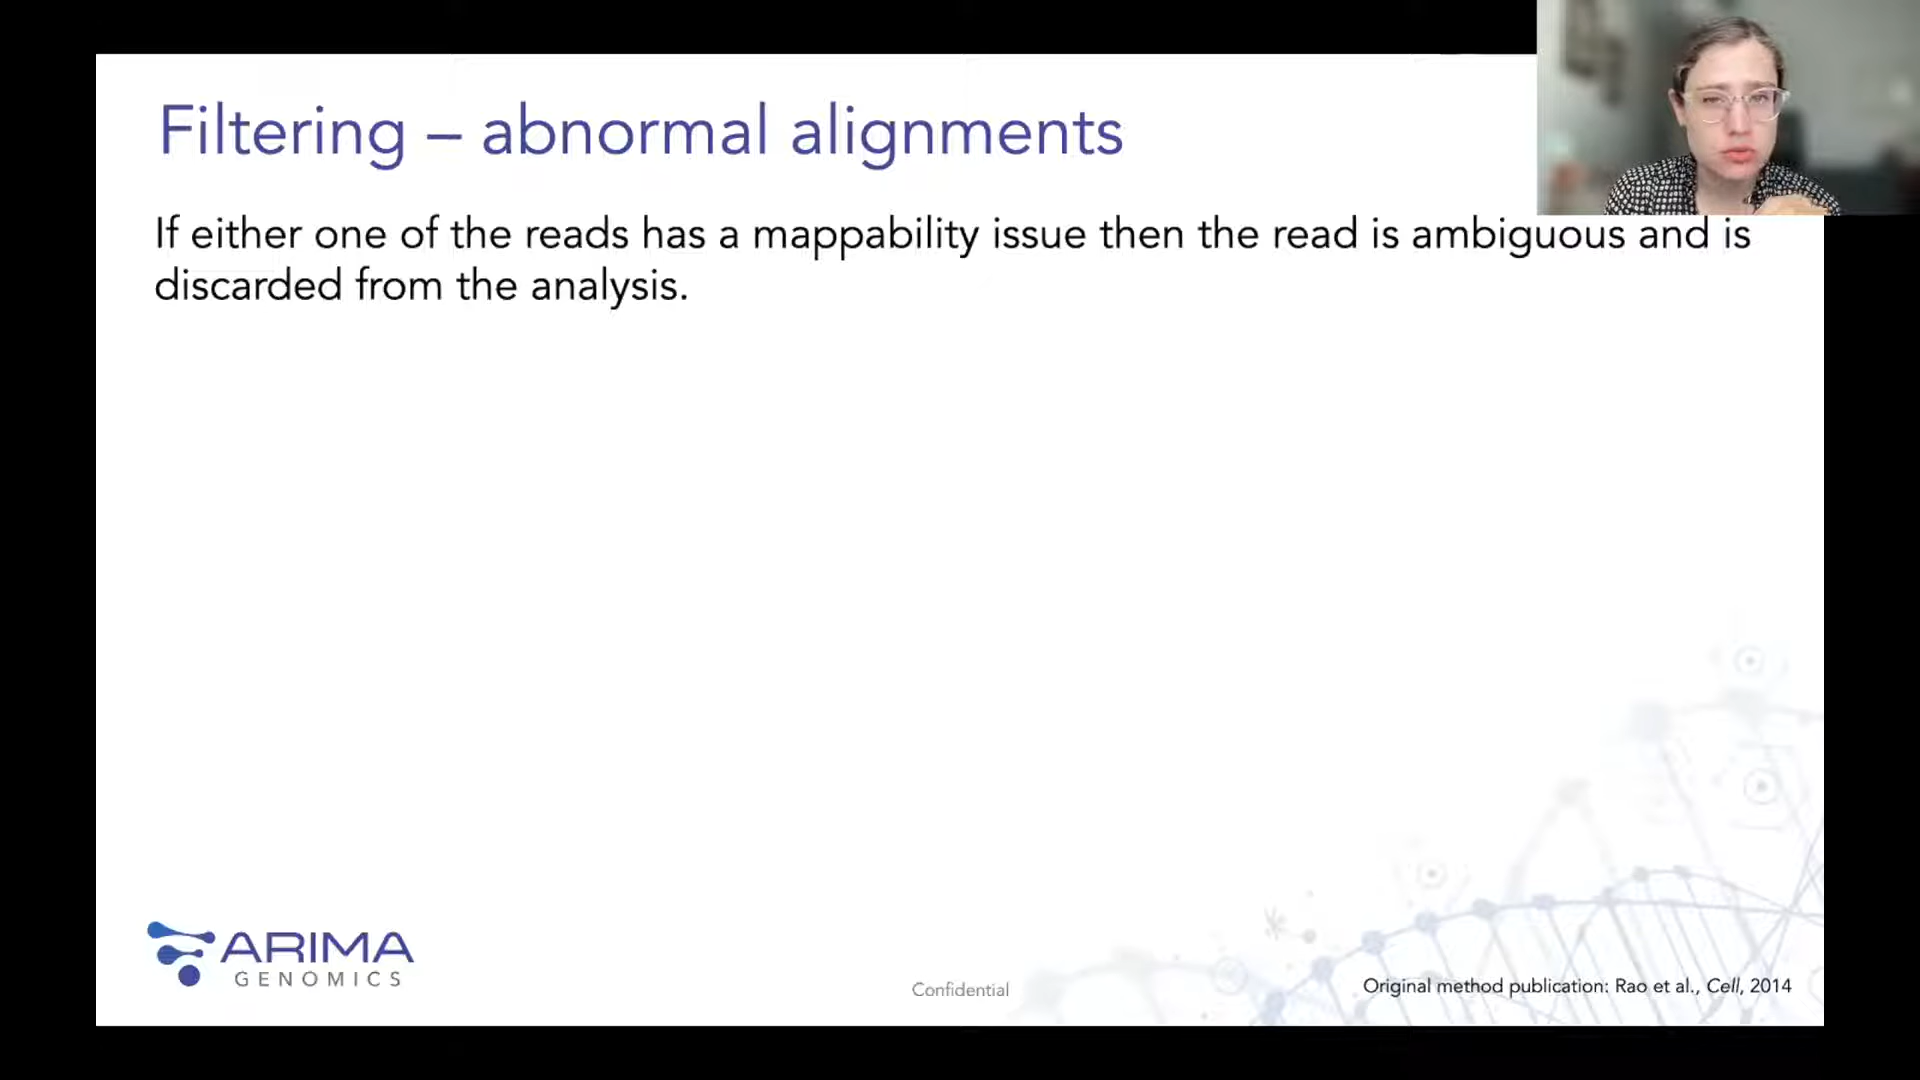 Filtering – abnormal alignments
If either one of the reads has a mappability issue then the read is ambiguous and is
discarded from the analysis.
ARIMA
GENOMICS
Confidential
Original method publication: Rao et al., Cell, 2014